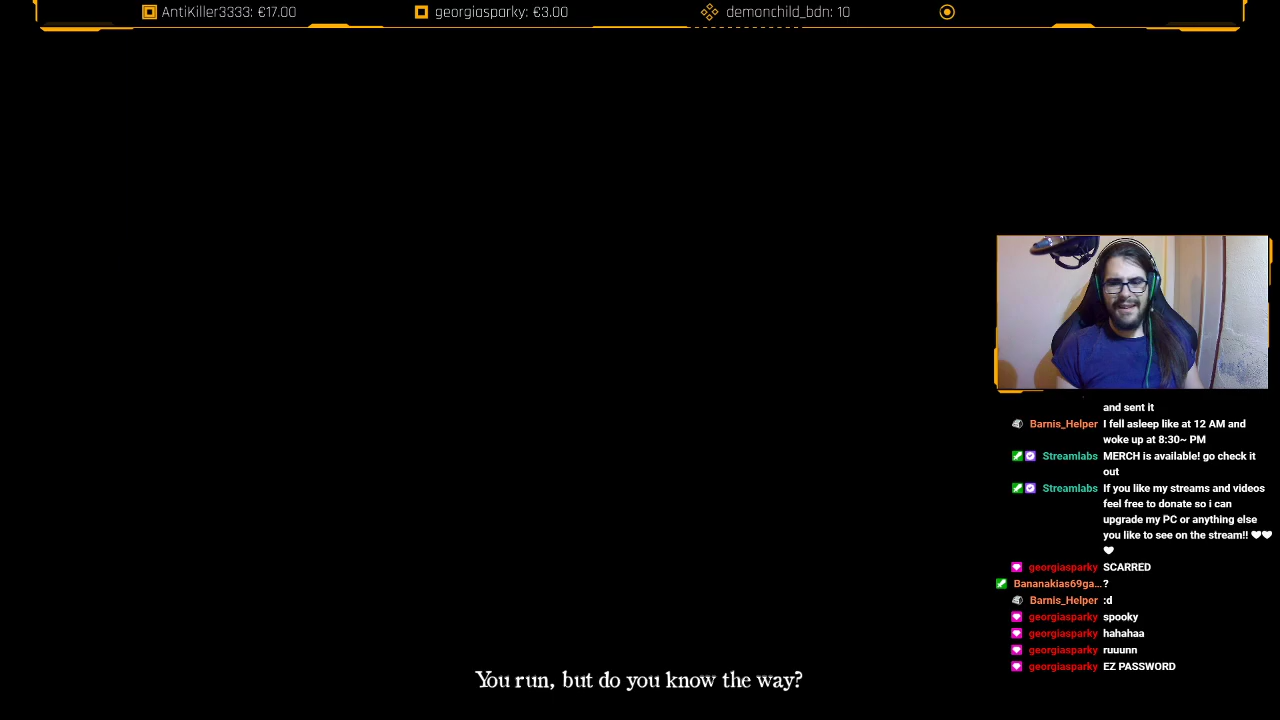 AntiKiller3333: €17.00
georgiasparky: €3.00
demonchild_bdn: 10
and sent it
Barnis_Helper I fell asleep like at 12 AM and
woke up at 8:30~ PM
Streamlabs MERCH is available! go check it
out
Streamlabs If you like my streams and videos
feel free to donate so i can
upgrade my PC or anything else
you like to see on the stream!! 🤍🤍
🤍
georgiasparky SCARRED
Bananakias69ga... ?
Barnis_Helper :d
georgiasparky spooky
georgiasparky hahahaa
georgiasparky ruuunn
georgiasparky EZ PASSWORD
You run, but do you know the way?